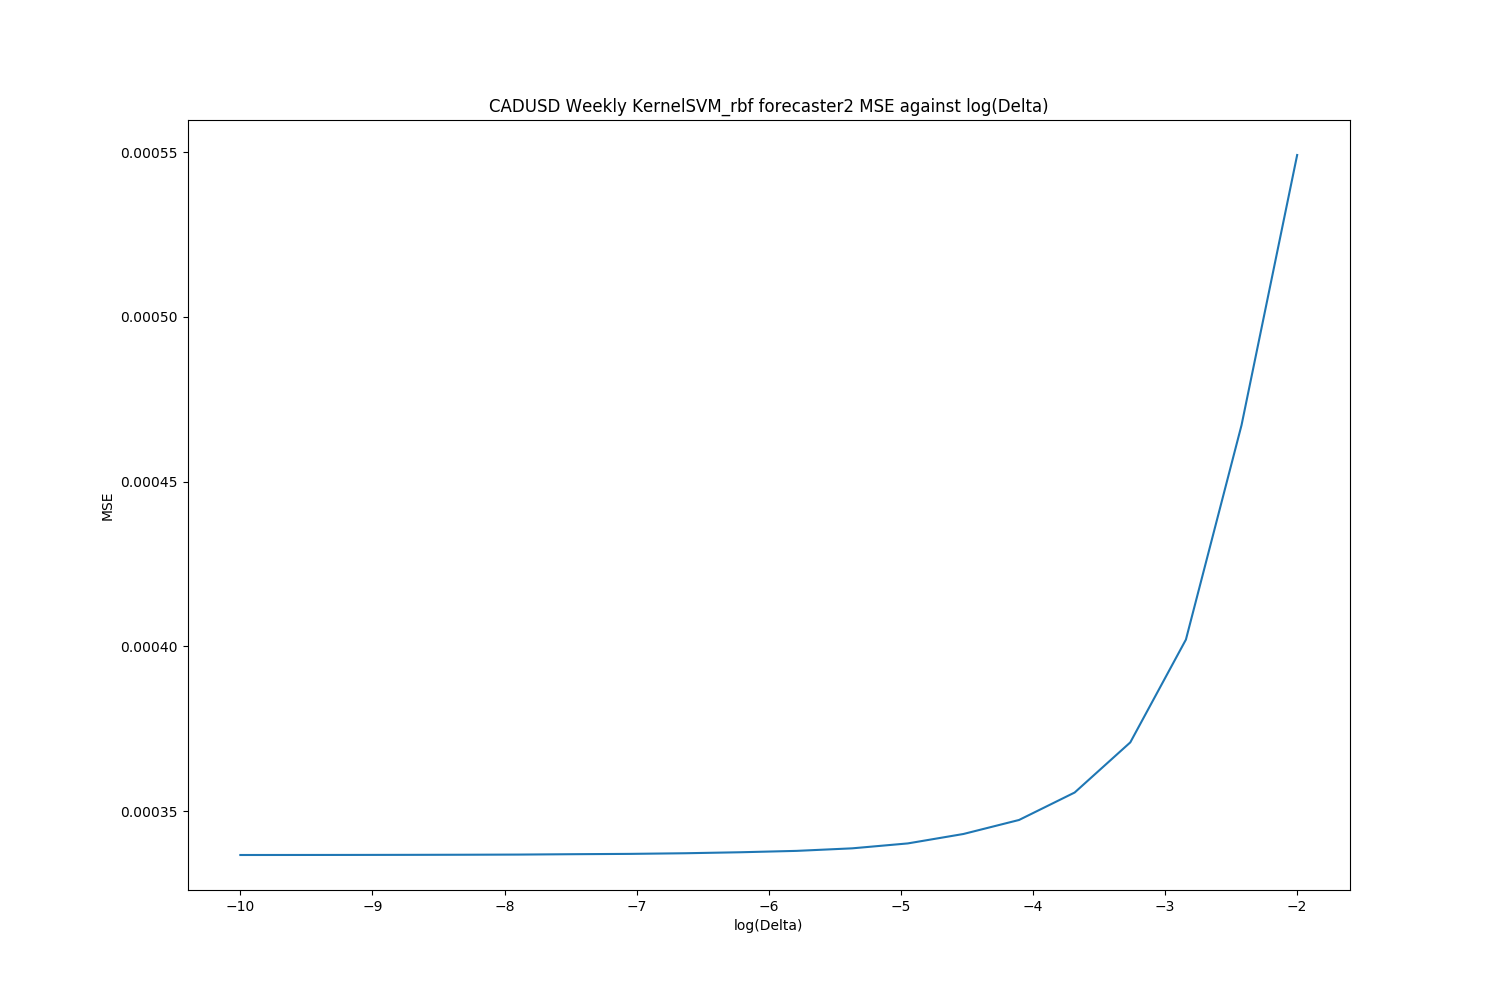 CADUSD Weekly KernelSVM_rbf forecaster2 MSE against log(Delta)
0.00055
0.00050
0.00045
0.00040
0.00035
MSE
−10 −9 −8 −7 −6 −5 −4 −3 −2
log(Delta)